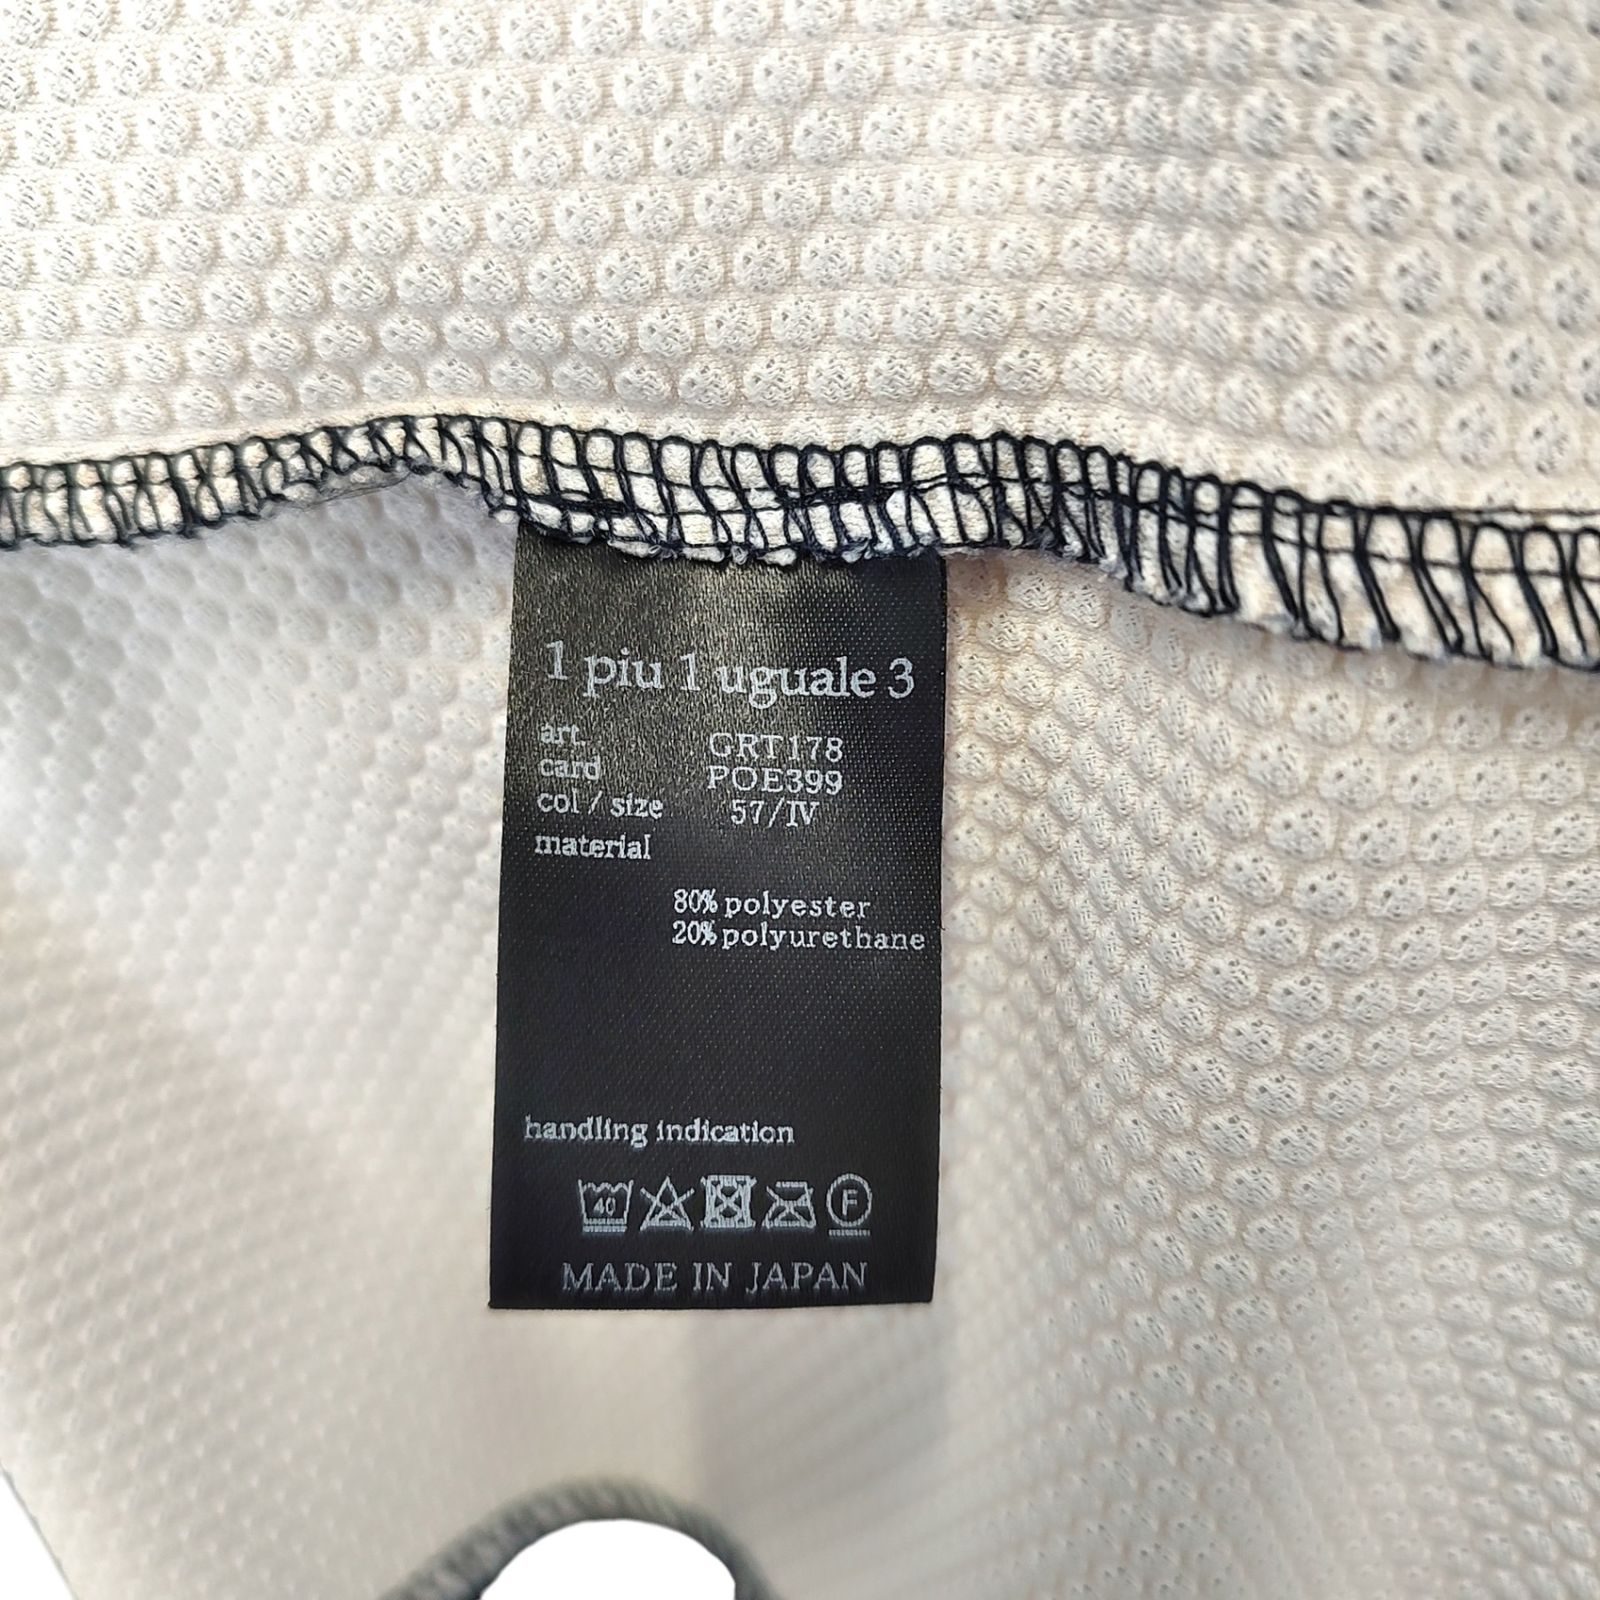 1 piu 1 uguale 3
art. GRT178
card POE399
col / size 57/IV
material
80% polyester
20% polyurethane
handling indication
40 F
MADE IN JAPAN